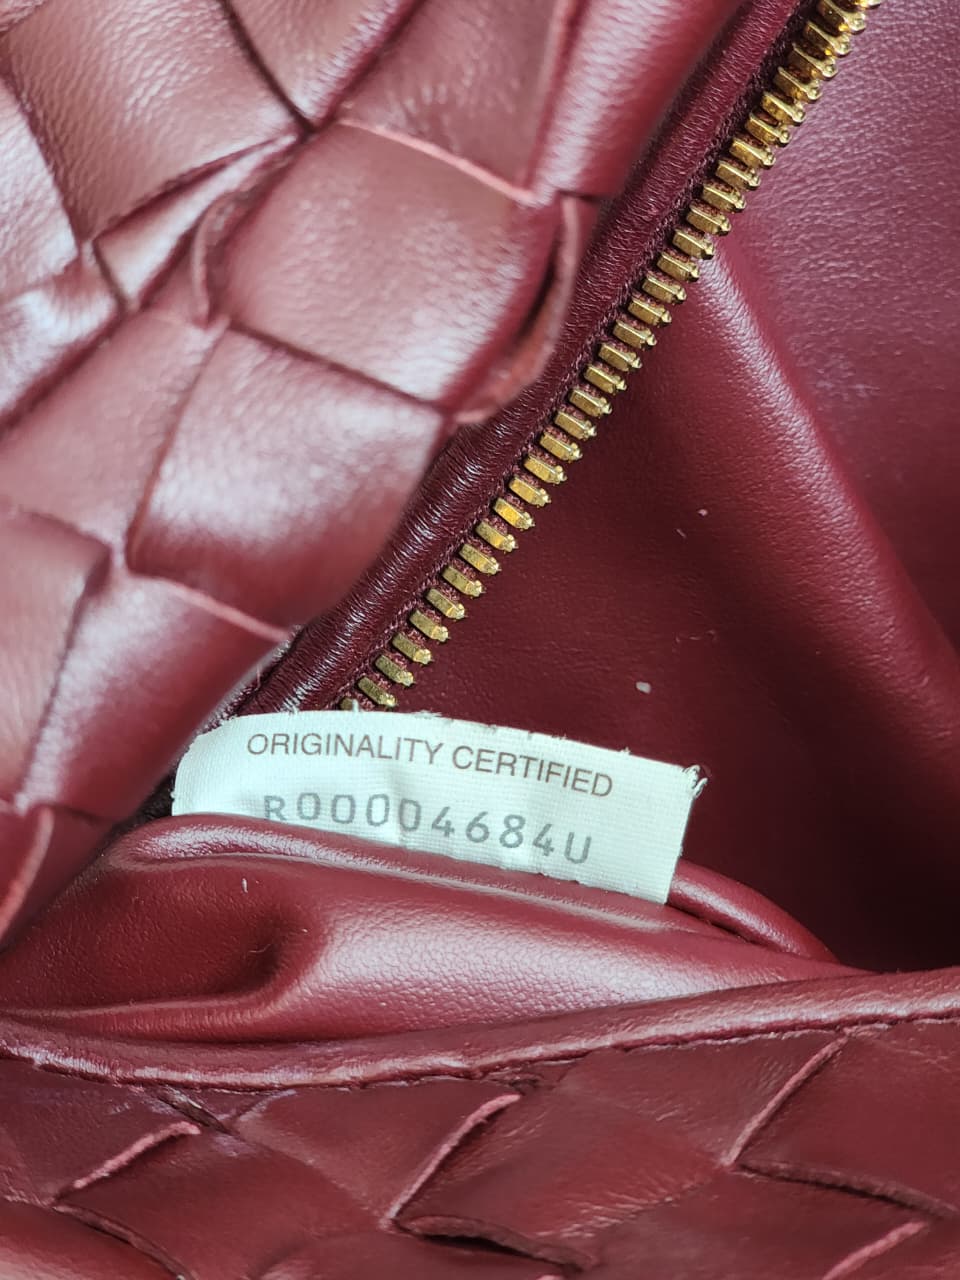 ORIGINALITY CERTIFIED
R00004684U